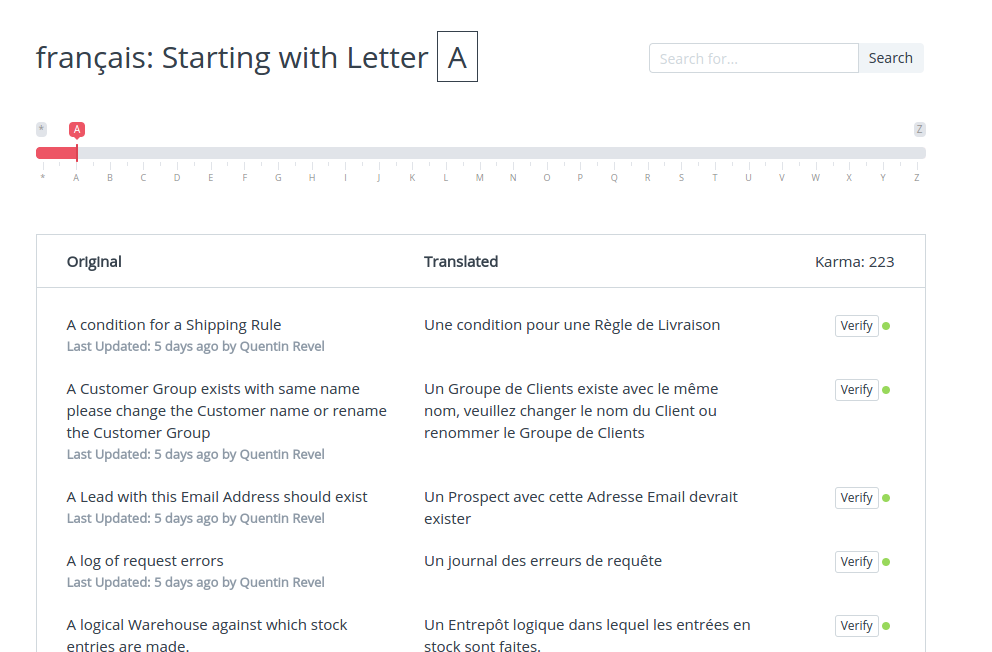 français: Starting with Letter A
Search for...
Search
* A Z
* A B C D E F G H I J K L M N O P Q R S T U V W X Y Z
Original Translated Karma: 223
A condition for a Shipping Rule
Last Updated: 5 days ago by Quentin Revel
Une condition pour une Règle de Livraison
Verify
A Customer Group exists with same name
please change the Customer name or rename
the Customer Group
Last Updated: 5 days ago by Quentin Revel
Un Groupe de Clients existe avec le même
nom, veuillez changer le nom du Client ou
renommer le Groupe de Clients
Verify
A Lead with this Email Address should exist
Last Updated: 5 days ago by Quentin Revel
Un Prospect avec cette Adresse Email devrait
exister
Verify
A log of request errors
Last Updated: 5 days ago by Quentin Revel
Un journal des erreurs de requête
Verify
A logical Warehouse against which stock
entries are made.
Un Entrepôt logique dans lequel les entrées en
stock sont faites.
Verify